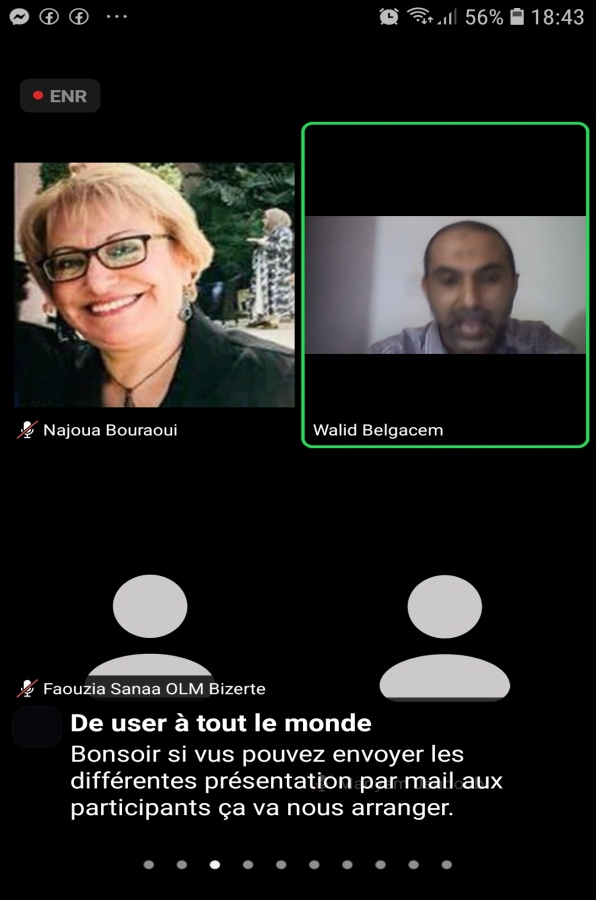 56% 18:43
ENR
Najoua Bouraoui
Walid Belgacem
Faouzia Sanaa OLM Bizerte
De user à tout le monde
Bonsoir si vus pouvez envoyer les
différentes présentation par mail aux
participants ça va nous arranger.